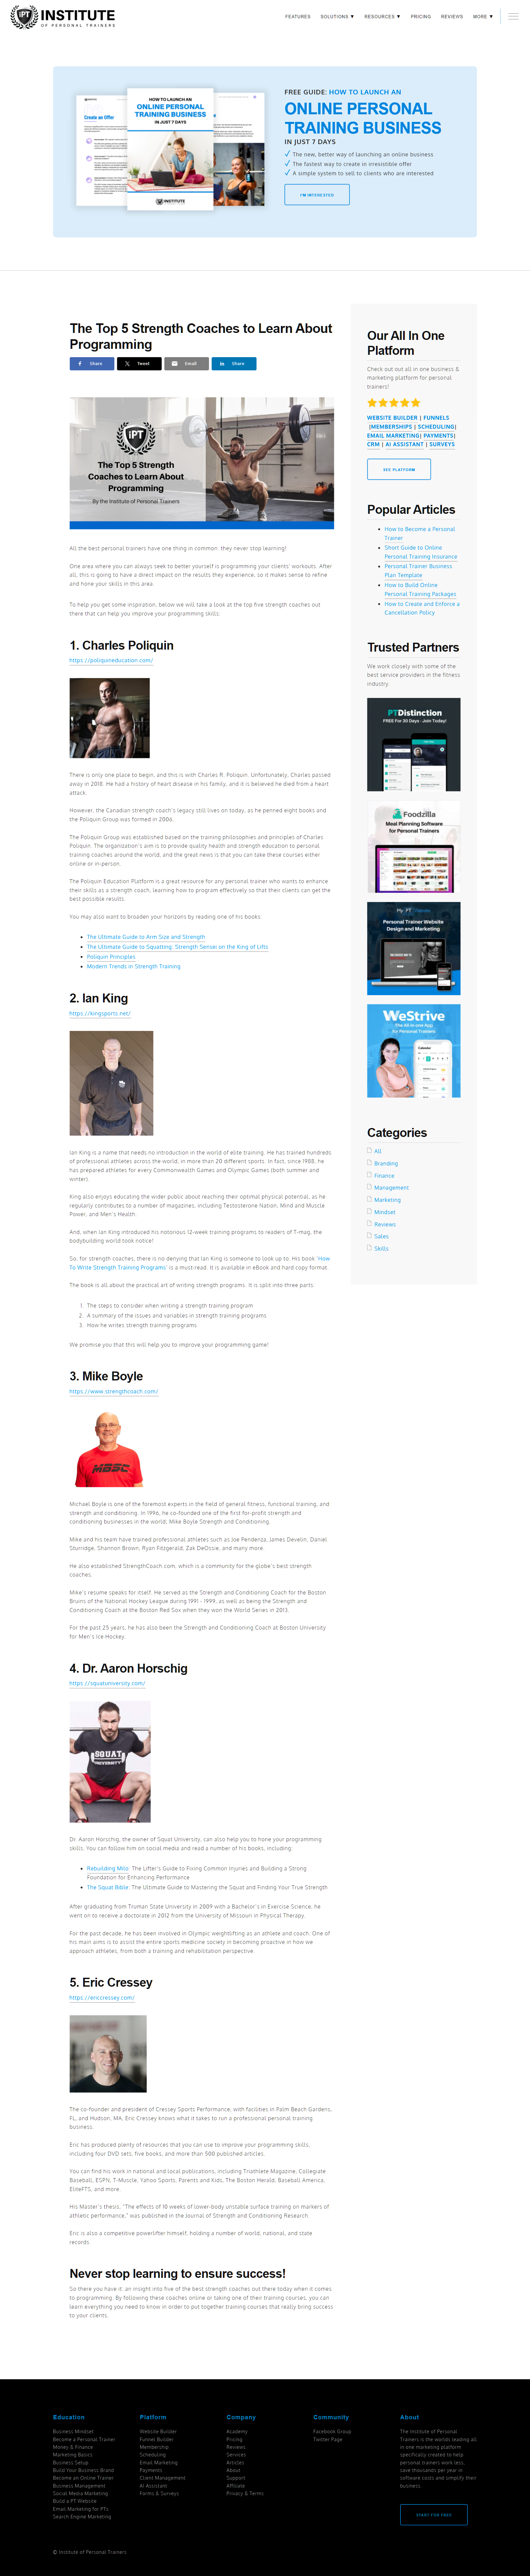 INSTITUTE
OF PERSONAL TRAINERS
FEATURES
SOLUTIONS ▼
RESOURCES ▼
PRICING
REVIEWS
MORE ▼
Create an Offer
HOW TO LAUNCH AN
ONLINE PERSONAL
TRAINING BUSINESS
IN JUST 7 DAYS
INSTITUTE
FREE GUIDE: HOW TO LAUNCH AN
ONLINE PERSONAL
TRAINING BUSINESS
IN JUST 7 DAYS
The new, better way of launching an online business
The fastest way to create an irresistible offer
A simple system to sell to clients who are interested
I'M INTERESTED
The Top 5 Strength Coaches to Learn About
Programming
Share
Tweet
Email
Share
IPT
The Top 5 Strength
Coaches to Learn About
Programming
By the Institute of Personal Trainers
All the best personal trainers have one thing in common: they never stop learning!
One area where you can always seek to better yourself is programming your clients' workouts. After
all, this is going to have a direct impact on the results they experience, so it makes sense to refine
and hone your skills in this area.
To help you get some inspiration, below we will take a look at the top five strength coaches out
there that can help you improve your programming skills.
1. Charles Poliquin
https://poliquineducation.com/
There is only one place to begin, and this is with Charles R. Poliquin. Unfortunately, Charles passed
away in 2018. He had a history of heart disease in his family, and it is believed he died from a heart
attack.
However, the Canadian strength coach's legacy still lives on today, as he penned eight books and
the Poliquin Group was formed in 2006.
The Poliquin Group was established based on the training philosophies and principles of Charles
Poliquin. The organization's aim is to provide quality health and strength education to personal
training coaches around the world, and the great news is that you can take these courses either
online or in-person.
The Poliquin Education Platform is a great resource for any personal trainer who wants to enhance
their skills as a strength coach, learning how to program effectively so that their clients can get the
best possible results.
You may also want to broaden your horizons by reading one of his books:
The Ultimate Guide to Arm Size and Strength
The Ultimate Guide to Squatting: Strength Sensei on the King of Lifts
Poliquin Principles
Modern Trends in Strength Training
2. Ian King
https://kingsports.net/
Ian King is a name that needs no introduction in the world of elite training. He has trained hundreds
of professional athletes across the world, in more than 20 different sports. In fact, since 1988, he
has prepared athletes for every Commonwealth Games and Olympic Games (both summer and
winter).
King also enjoys educating the wider public about reaching their optimal physical potential, as he
regularly contributes to a number of magazines, including Testosterone Nation, Mind and Muscle
Power, and Men's Health.
And, when Ian King introduced his notorious 12-week training programs to readers of T-mag, the
bodybuilding world took notice!
So, for strength coaches, there is no denying that Ian King is someone to look up to. His book 'How
To Write Strength Training Programs' is a must-read. It is available in eBook and hard copy format.
The book is all about the practical art of writing strength programs. It is split into three parts:
1. The steps to consider when writing a strength training program
2. A summary of the issues and variables in strength training programs
3. How he writes strength training programs
We promise you that this will help you to improve your programming game!
3. Mike Boyle
https://www.strengthcoach.com/
MBSC
Michael Boyle is one of the foremost experts in the field of general fitness, functional training, and
strength and conditioning. In 1996, he co-founded one of the first for-profit strength and
conditioning businesses in the world; Mike Boyle Strength and Conditioning.
Mike and his team have trained professional athletes such as Joe Pendenza, James Develin, Daniel
Sturridge, Shannon Brown, Ryan Fitzgerald, Zak DeOssie, and many more.
He also established StrengthCoach.com, which is a community for the globe's best strength
coaches.
Mike's resume speaks for itself. He served as the Strength and Conditioning Coach for the Boston
Bruins of the National Hockey League during 1991 - 1999, as well as being the Strength and
Conditioning Coach at the Boston Red Sox when they won the World Series in 2013.
For the past 25 years, he has also been the Strength and Conditioning Coach at Boston University
for Men's Ice Hockey.
4. Dr. Aaron Horschig
https://squatuniversity.com/
SQUAT
UNIVERSITY
Dr. Aaron Horschig, the owner of Squat University, can also help you to hone your programming
skills. You can follow him on social media and read a number of his books, including:
Rebuilding Milo: The Lifter's Guide to Fixing Common Injuries and Building a Strong
Foundation for Enhancing Performance
The Squat Bible: The Ultimate Guide to Mastering the Squat and Finding Your True Strength
After graduating from Truman State University in 2009 with a Bachelor's in Exercise Science, he
went on to receive a doctorate in 2012 from the University of Missouri in Physical Therapy.
For the past decade, he has been involved in Olympic weightlifting as an athlete and coach. One of
his main aims is to assist the entire sports medicine society in becoming proactive in how we
approach athletes, from both a training and rehabilitation perspective.
5. Eric Cressey
https://ericcressey.com/
The co-founder and president of Cressey Sports Performance, with facilities in Palm Beach Gardens,
FL, and Hudson, MA, Eric Cressey knows what it takes to run a professional personal training
business.
Eric has produced plenty of resources that you can use to improve your programming skills,
including four DVD sets, five books, and more than 500 published articles.
You can find his work in national and local publications, including Triathlete Magazine, Collegiate
Baseball, ESPN, T-Muscle, Yahoo Sports, Parents and Kids, The Boston Herald, Baseball America,
EliteFTS, and more.
His Master's thesis, "The effects of 10 weeks of lower-body unstable surface training on markers of
athletic performance," was published in the Journal of Strength and Conditioning Research.
Eric is also a competitive powerlifter himself, holding a number of world, national, and state
records.
Never stop learning to ensure success!
So there you have it: an insight into five of the best strength coaches out there today when it comes
to programming. By following these coaches online or taking one of their training courses, you can
learn everything you need to know in order to put together training courses that really bring success
to your clients.
Our All In One
Platform
Check out out all in one business &
marketing platform for personal
trainers!
WEBSITE BUILDER | FUNNELS
|MEMBERSHIPS | SCHEDULING|
EMAIL MARKETING| PAYMENTS|
CRM | AI ASSISTANT | SURVEYS
SEE PLATFORM
Popular Articles
How to Become a Personal
Trainer
Short Guide to Online
Personal Training Insurance
Personal Trainer Business
Plan Template
How to Build Online
Personal Training Packages
How to Create and Enforce a
Cancellation Policy
Trusted Partners
We work closely with some of the
best service providers in the fitness
industry.
PTDistinction
FREE For 30 Days - Join Today!
Foodzilla
Meal Planning Software for
Personal Trainers
My PT Website
Personal Trainer Website
Design and Marketing
WeStrive
The All-in-one App
for Personal Trainers
Calendar
Categories
All
Branding
Finance
Management
Marketing
Mindset
Reviews
Sales
Skills
Education
Business Mindset
Become a Personal Trainer
Money & Finance
Marketing Basics
Business Setup
Build Your Business Brand
Become an Online Trainer
Business Management
Social Media Marketing
Build a PT Website
Email Marketing for PTs
Search Engine Marketing
Platform
Website Builder
Funnel Builder
Membership
Scheduling
Email Marketing
Payments
Client Management
AI Assistant
Forms & Surveys
Company
Academy
Pricing
Reviews
Services
Articles
About
Support
Affiliate
Privacy & Terms
Community
Facebook Group
Twitter Page
About
The Institute of Personal
Trainers is the worlds leading all
in one marketing platform
specifically created to help
personal trainers work less,
save thousands per year in
software costs and simplify their
business.
START FOR FREE
© Institute of Personal Trainers